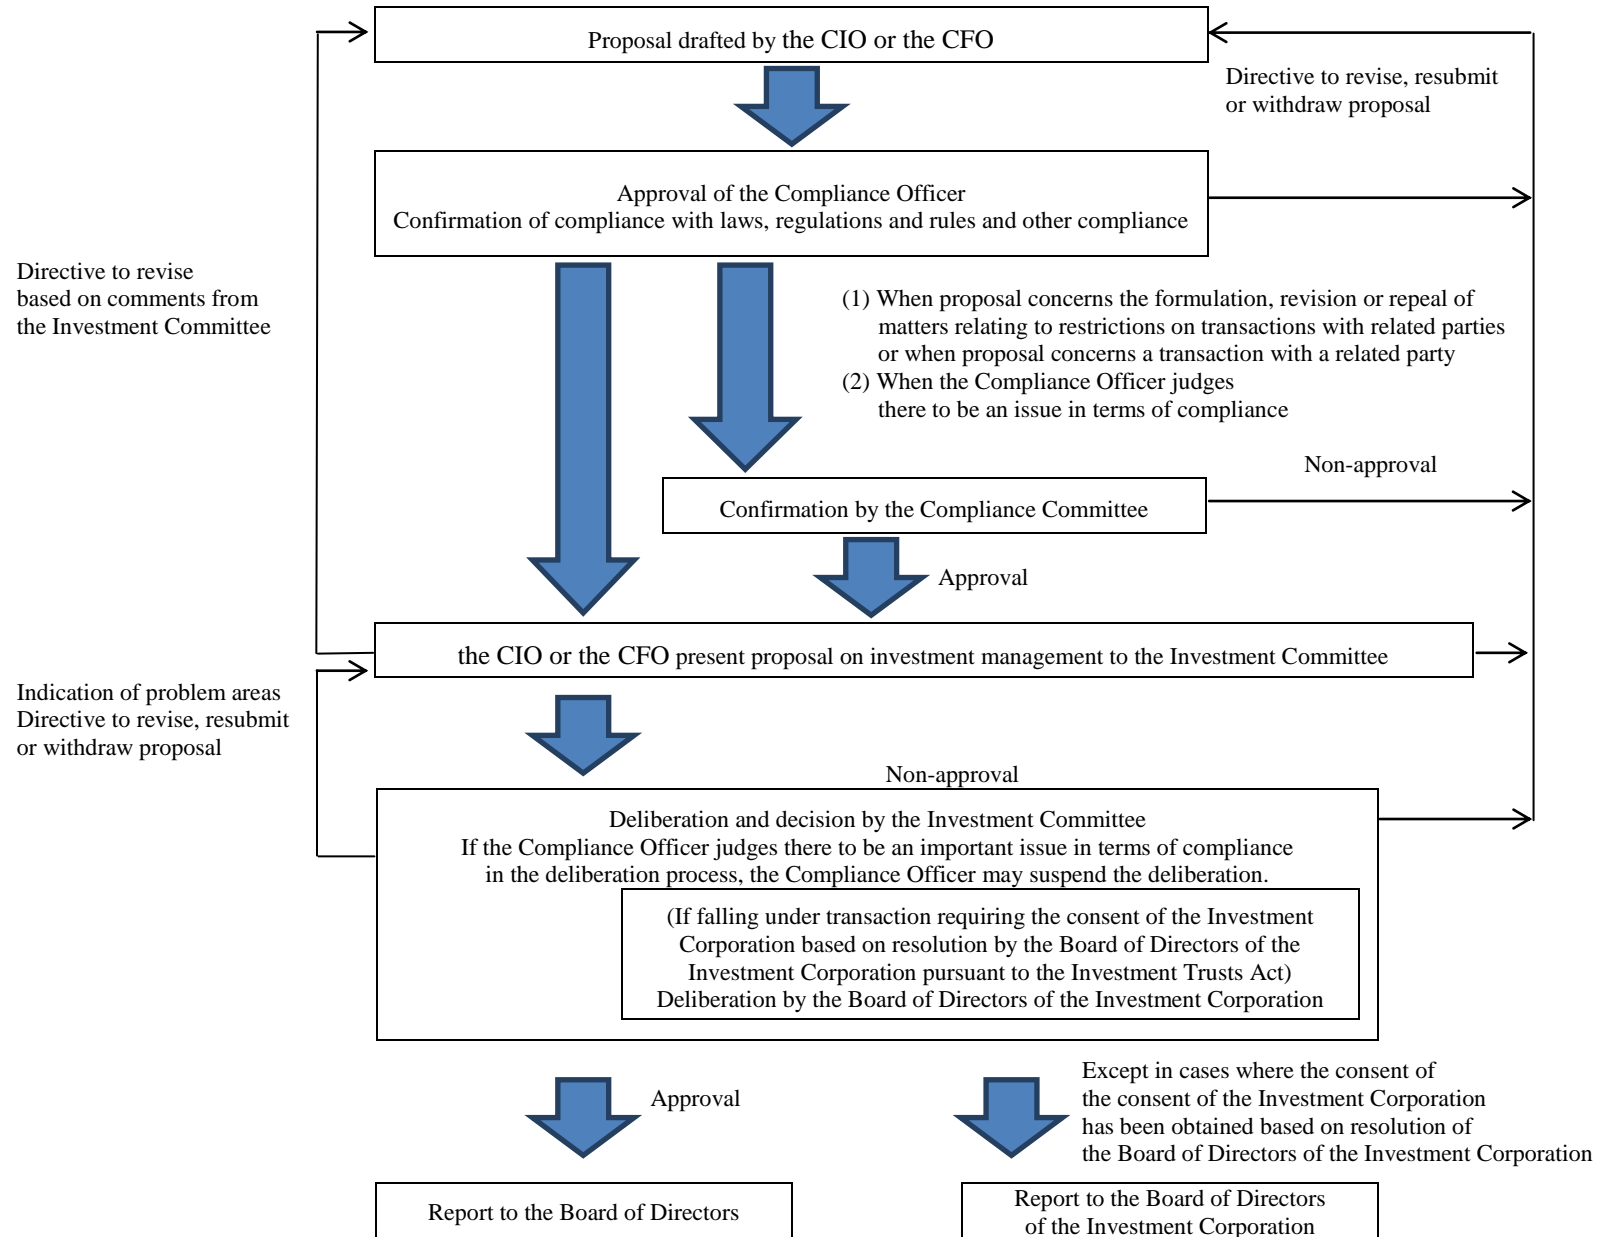 Proposal drafted by the CIO or the CFO
Directive to revise, resubmit
or withdraw proposal
Approval of the Compliance Officer
Confirmation of compliance with laws, regulations and rules and other compliance
Directive to revise
based on comments from
the Investment Committee
(1) When proposal concerns the formulation, revision or repeal of
matters relating to restrictions on transactions with related parties
or when proposal concerns a transaction with a related party
(2) When the Compliance Officer judges
there to be an issue in terms of compliance
Non-approval
Confirmation by the Compliance Committee
Approval
the CIO or the CFO present proposal on investment management to the Investment Committee
Indication of problem areas
Directive to revise, resubmit
or withdraw proposal
Non-approval
Deliberation and decision by the Investment Committee
If the Compliance Officer judges there to be an important issue in terms of compliance
in the deliberation process, the Compliance Officer may suspend the deliberation.
(If falling under transaction requiring the consent of the Investment
Corporation based on resolution by the Board of Directors of the
Investment Corporation pursuant to the Investment Trusts Act)
Deliberation by the Board of Directors of the Investment Corporation
Approval
Except in cases where the consent of
the consent of the Investment Corporation
has been obtained based on resolution of
the Board of Directors of the Investment Corporation
Report to the Board of Directors
Report to the Board of Directors
of the Investment Corporation